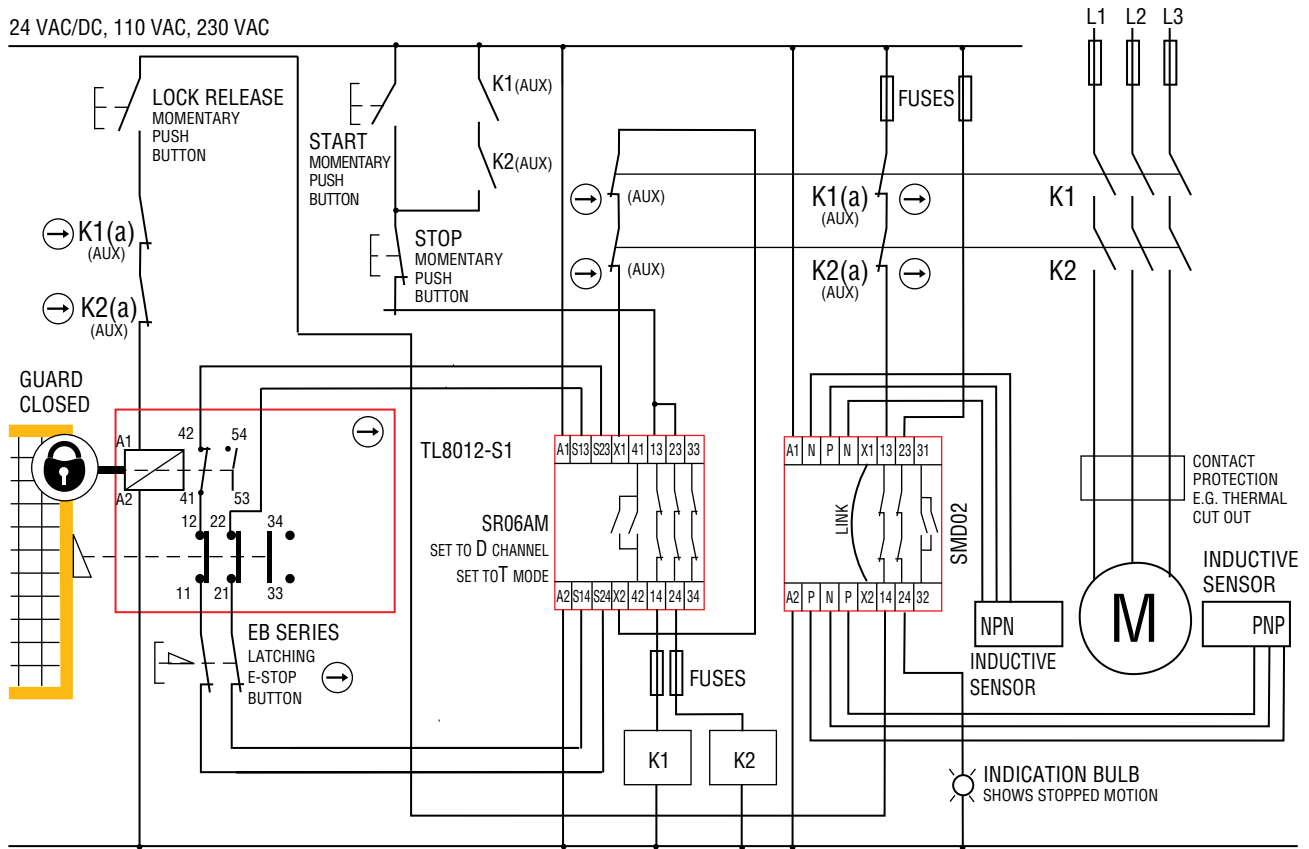 24 VAC/DC, 110 VAC, 230 VAC
L1 L2 L3
LOCK RELEASE
MOMENTARY
PUSH
BUTTON
START
MOMENTARY
PUSH
BUTTON
K1(AUX)
K2(AUX)
FUSES
STOP
MOMENTARY
PUSH
BUTTON
(AUX)
(AUX)
K1(a)
(AUX)
K2(a)
(AUX)
K1(a)
(AUX)
K2(a)
(AUX)
K1
K2
GUARD
CLOSED
A1
A2
42
54
41
53
12
22
34
11
21
33
TL8012-S1
A1 S13 S23 X1 41 13 23 33
SR06AM
SET TO D CHANNEL
SET TOT MODE
A2 S14 S24 X2 42 14 24 34
A1 N P N X1 13 23 31
LINK
SMD02
A2 P N P X2 14 24 32
CONTACT
PROTECTION
E.G. THERMAL
CUT OUT
INDUCTIVE
SENSOR
PNP
M
NPN
INDUCTIVE
SENSOR
EB SERIES
LATCHING
E-STOP
BUTTON
FUSES
K1
K2
INDICATION BULB
SHOWS STOPPED MOTION